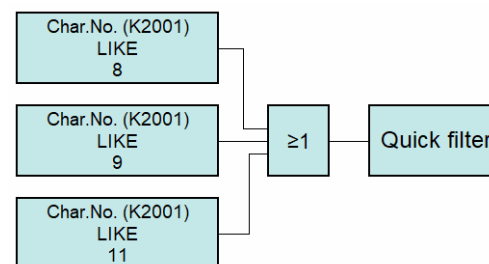 Char.No. (K2001)
LIKE
8
Char.No. (K2001)
LIKE
9
Char.No. (K2001)
LIKE
11
≥1
Quick filter